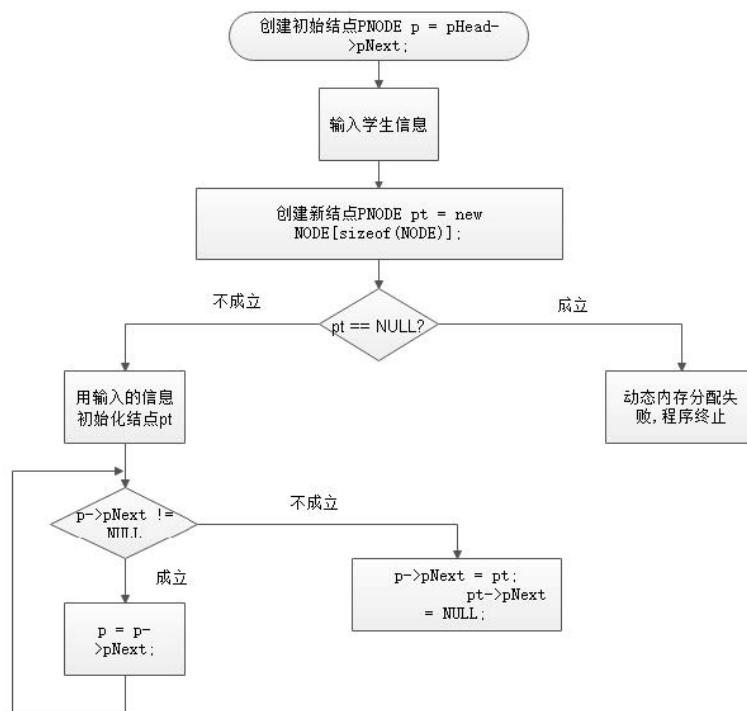 创建初始结点PNODE p = pHead-
>pNext;
输入学生信息
创建新结点PNODE pt = new
NODE[sizeof(NODE)];
不成立
成立
pt == NULL?
用输入的信息
初始化结点pt
动态内存分配失
败,程序终止
p->pNext !=
NULL
不成立
成立
p->pNext = pt;
pt->pNext
= NULL;
p = p-
>pNext;